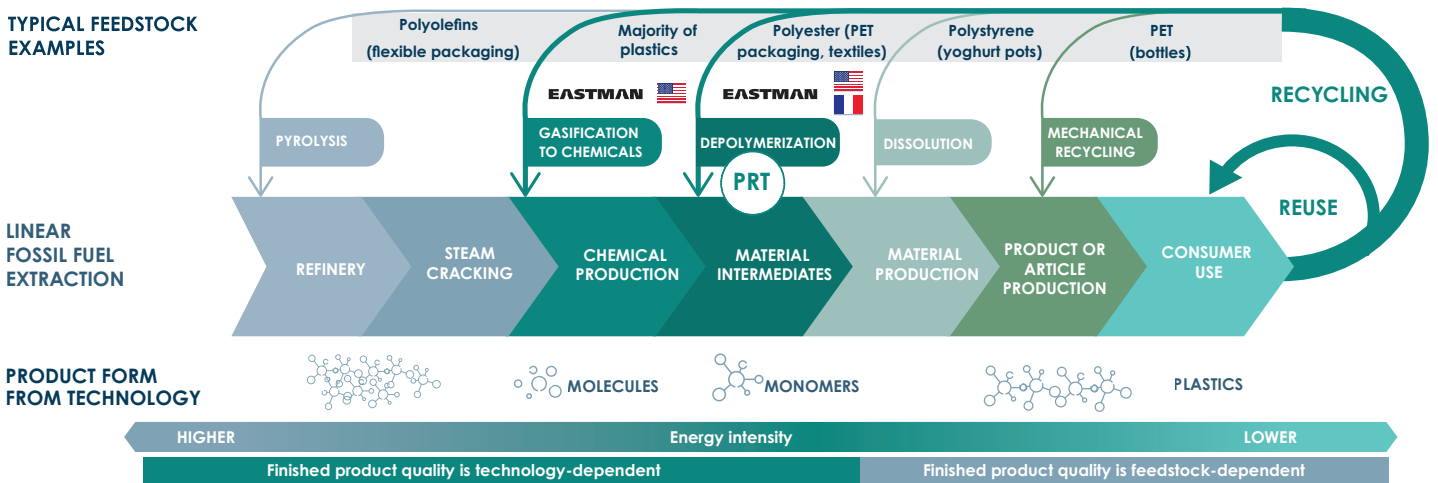 TYPICAL FEEDSTOCK
EXAMPLES
Polyolefins
(flexible packaging)
Majority of
plastics
Polyester (PET
packaging, textiles)
Polystyrene
(yoghurt pots)
PET
(bottles)
EASTMAN
EASTMAN
RECYCLING
PYROLYSIS
GASIFICATION
TO CHEMICALS
DEPOLYMERIZATION
DISSOLUTION
MECHANICAL
RECYCLING
PRT
REUSE
LINEAR
FOSSIL FUEL
EXTRACTION
REFINERY
STEAM
CRACKING
CHEMICAL
PRODUCTION
MATERIAL
INTERMEDIATES
MATERIAL
PRODUCTION
PRODUCT OR
ARTICLE
PRODUCTION
CONSUMER
USE
PRODUCT FORM
FROM TECHNOLOGY
MOLECULES
MONOMERS
PLASTICS
HIGHER
Energy intensity
LOWER
Finished product quality is technology-dependent
Finished product quality is feedstock-dependent